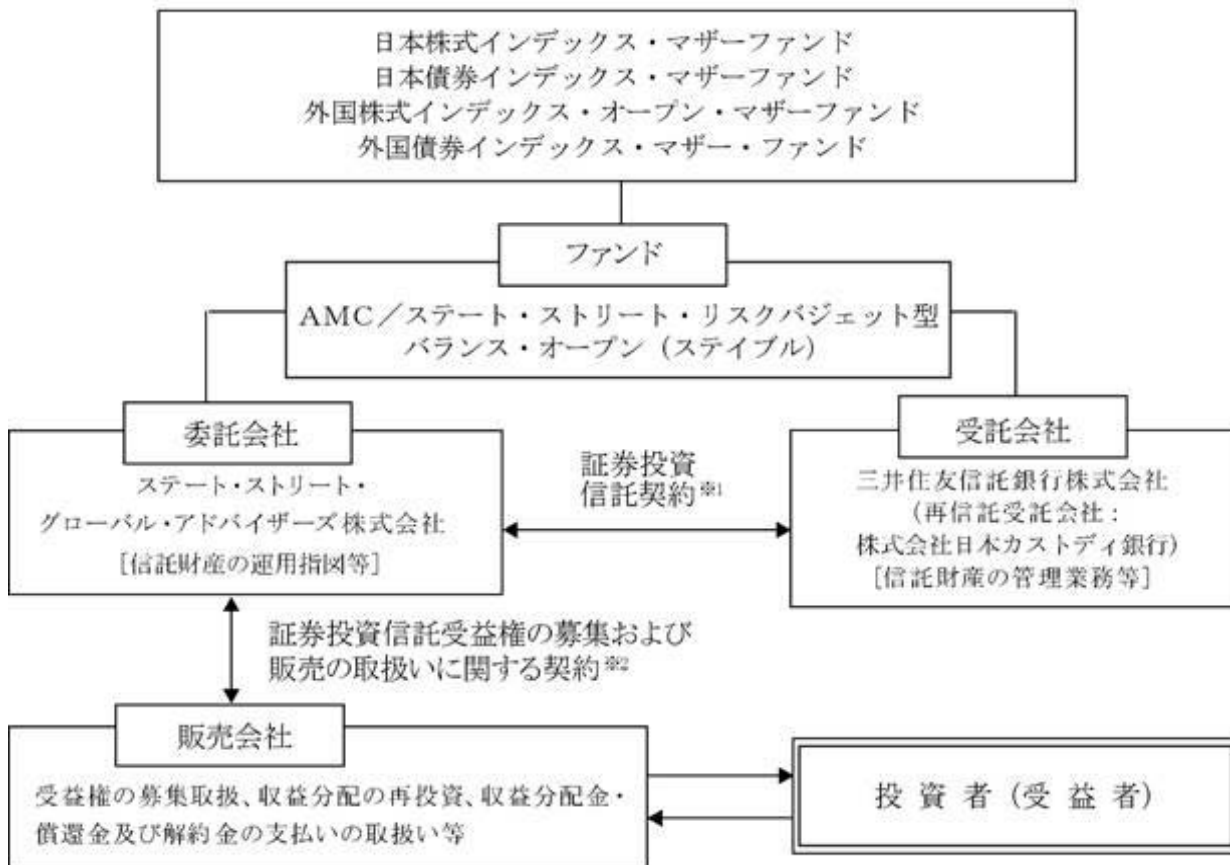 日本株式インデックス・マザーファンド
日本債券インデックス・マザーファンド
外国株式インデックス・オープン・マザーファンド
外国債券インデックス・マザー・ファンド
ファンド
AMC／ステート・ストリート・リスクバジェット型
バランス・オープン（ステイブル）
委託会社
ステート・ストリート・
グローバル・アドバイザーズ株式会社
［信託財産の運用指図等］
証券投資
信託契約※1
受託会社
三井住友信託銀行株式会社
（再信託受託会社：
株式会社日本カストディ銀行）
［信託財産の管理業務等］
証券投資信託受益権の募集および
販売の取扱いに関する契約※2
販売会社
受益権の募集取扱、収益分配の再投資、収益分配金・
償還金及び解約金の支払いの取扱い等
投資者（受益者）